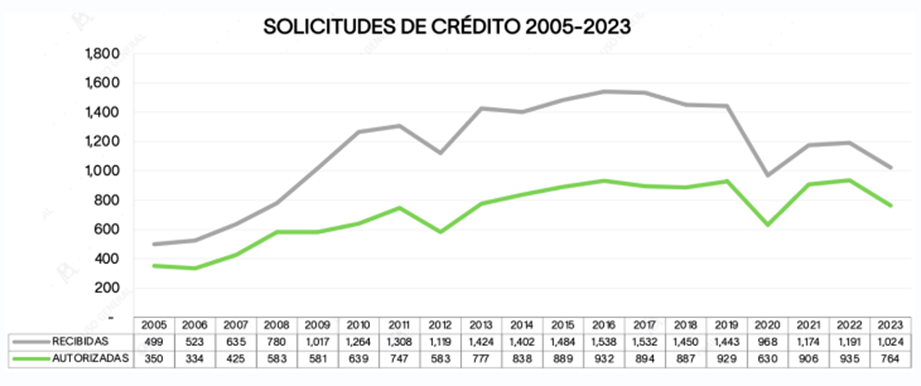 SOLICITUDES DE CRÉDITO 2005-2023
1,800
1,600
1,400
1,200
1,000
800
600
400
200
-
2005 2006 2007 2008 2009 2010 2011 2012 2013 2014 2015 2016 2017 2018 2019 2020 2021 2022 2023
RECIBIDAS 499 523 635 780 1,017 1,264 1,308 1,119 1,424 1,402 1,484 1,538 1,532 1,450 1,443 968 1,174 1,191 1,024
AUTORIZADAS 350 334 425 583 581 639 747 583 777 838 889 932 894 887 929 630 906 935 764